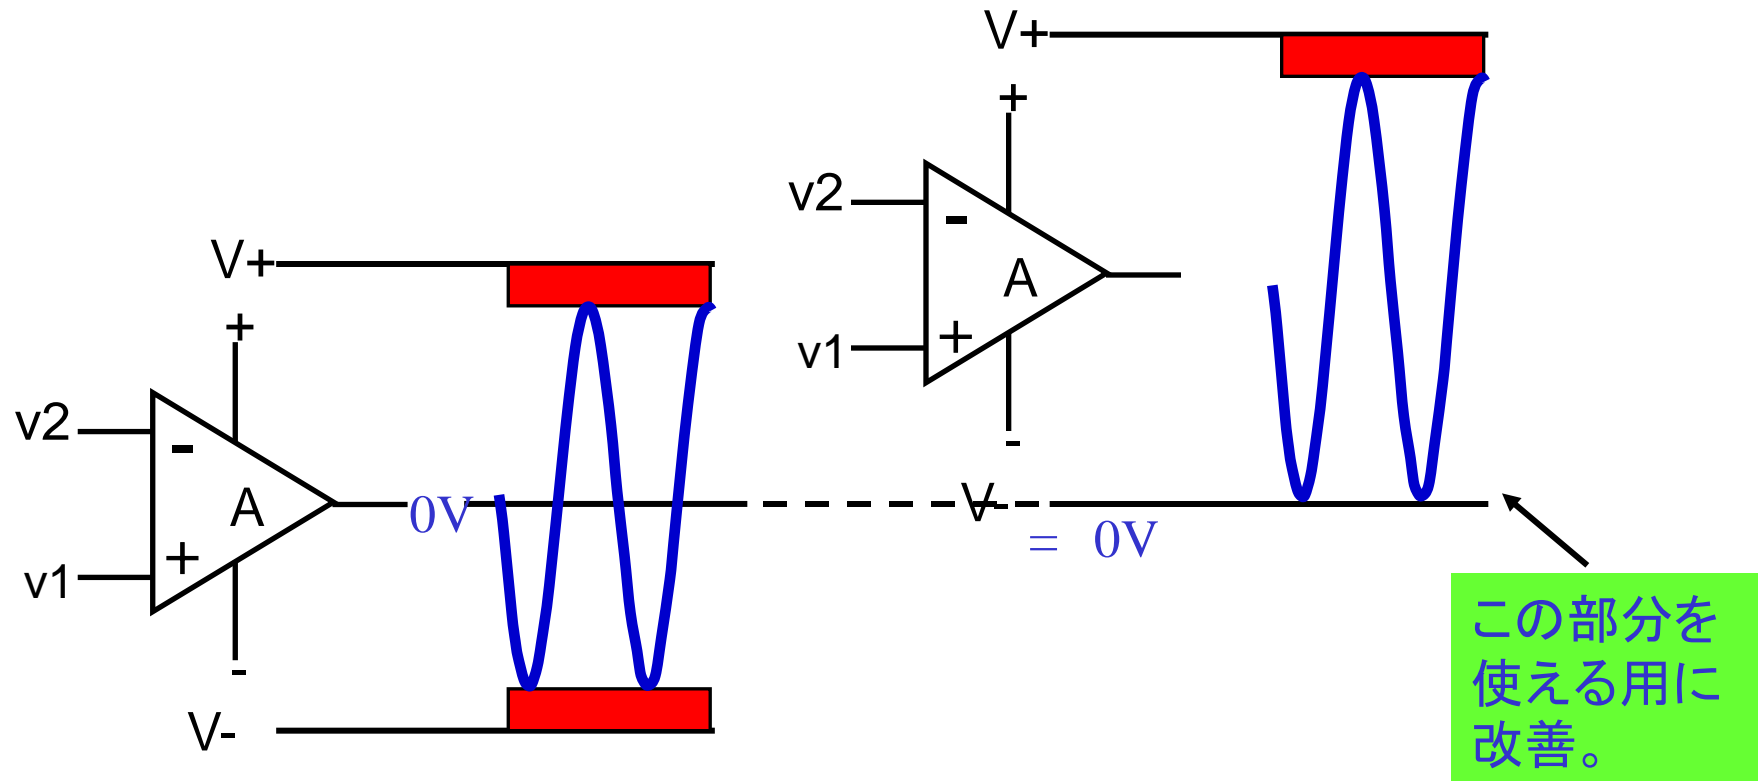 V+
+
v2
-
A
v1
+
-
0V
V-
V+
+
v2
-
A
v1
+
-
V-
= 0V
この部分を
使える用に
改善。